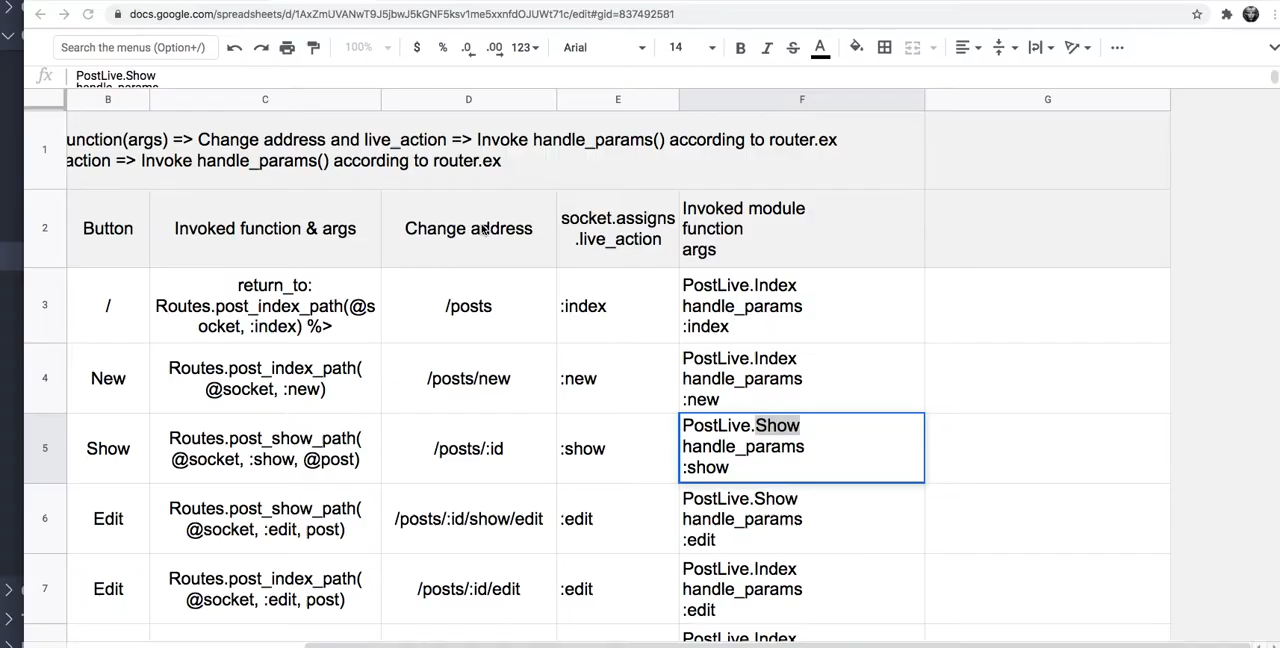 docs.google.com/spreadsheets/d/1AxZmUVANwT9J5jbwJ5kGNF5ksv1me5xxnfdOJUWt71c/edit#gid=837492581
Search the menus (Option+/)
100%
$ % .0 .00 123
Arial
14
B I S A
fx
PostLive.Show
handle_params
B C D E F G
1
unction(args) => Change address and live_action => Invoke handle_params() according to router.ex
action => Invoke handle_params() according to router.ex
2
Button
Invoked function & args
Change address
socket.assigns
.live_action
Invoked module
function
args
3
/
return_to:
Routes.post_index_path(@s
ocket, :index) %>
/posts
:index
PostLive.Index
handle_params
:index
4
New
Routes.post_index_path(
@socket, :new)
/posts/new
:new
PostLive.Index
handle_params
:new
5
Show
Routes.post_show_path(
@socket, :show, @post)
/posts/:id
:show
PostLive.Show
handle_params
:show
6
Edit
Routes.post_show_path(
@socket, :edit, post)
/posts/:id/show/edit
:edit
PostLive.Show
handle_params
:edit
7
Edit
Routes.post_index_path(
@socket, :edit, post)
/posts/:id/edit
:edit
PostLive.Index
handle_params
:edit
PostLive.Index